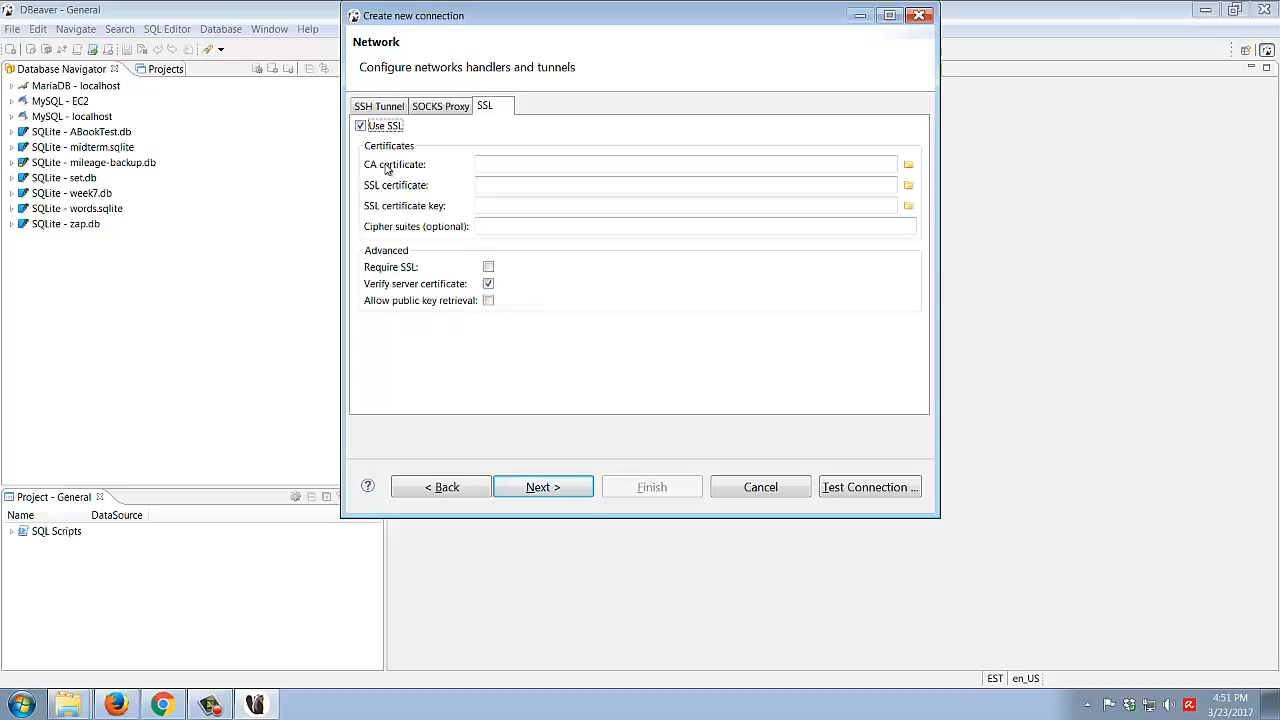 DBeaver - General
File Edit Navigate Search SQL Editor Database Window Help
Database Navigator Projects
MariaDB - localhost
MySQL - EC2
MySQL - localhost
SQLite - ABookTest.db
SQLite - midterm.sqlite
SQLite - mileage-backup.db
SQLite - set.db
SQLite - week7.db
SQLite - words.sqlite
SQLite - zap.db
Project - General
Name DataSource
SQL Scripts
Create new connection
Network
Configure networks handlers and tunnels
SSH Tunnel SOCKS Proxy SSL
Use SSL
Certificates
CA certificate:
SSL certificate:
SSL certificate key:
Cipher suites (optional):
Advanced
Require SSL:
Verify server certificate:
Allow public key retrieval:
? < Back Next > Finish Cancel Test Connection ...
EST en_US
4:51 PM
3/23/2017